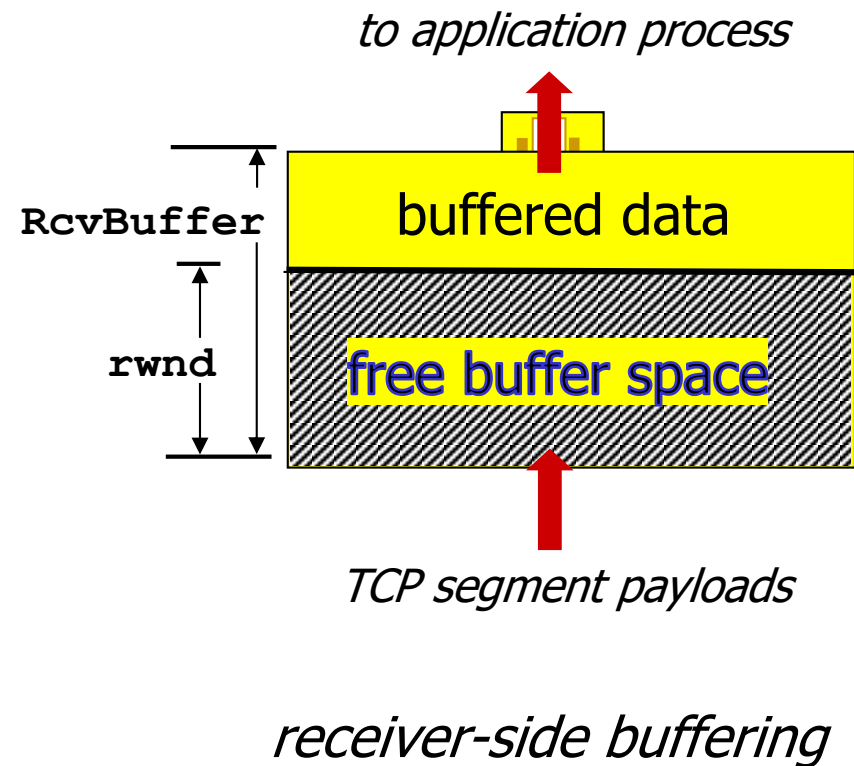 to application process
RcvBuffer
buffered data
rwnd
free buffer space
TCP segment payloads
receiver-side buffering